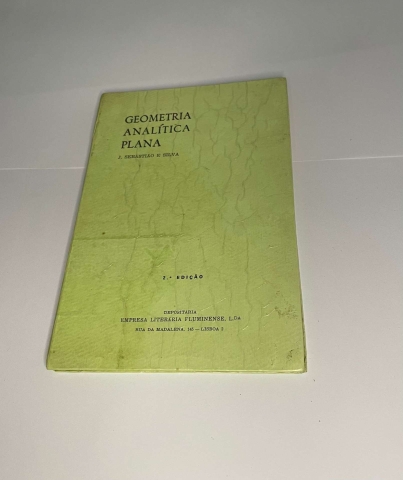 GEOMETRIA
ANALÍTICA
PLANA
J. SEBASTIÃO E SILVA
2.ª EDIÇÃO
DEPOSITÁRIA
EMPRESA LITERÁRIA FLUMINENSE, L.DA
RUA DA MADALENA, 145 — LISBOA 2